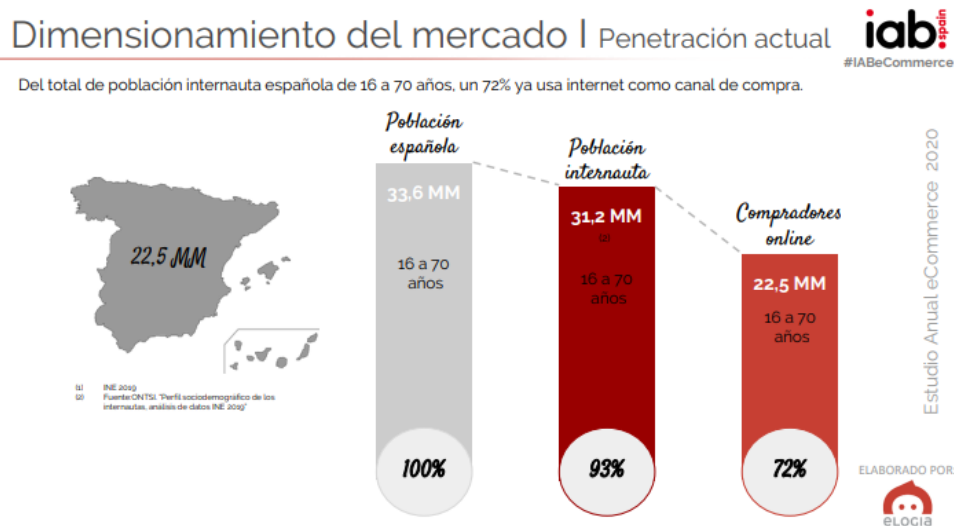 Dimensionamiento del mercado | Penetración actual
iab
spain
#IABeCommerce
Del total de población internauta española de 16 a 70 años, un 72% ya usa internet como canal de compra.
22,5 MM
(1) INE 2019
(2) Fuente:ONTSI. "Perfil sociodemográfico de los
internautas, análisis de datos INE 2019"
Población
española
33,6 MM
16 a 70
años
100%
Población
internauta
31,2 MM
(2)
16 a 70
años
93%
Compradores
online
22,5 MM
16 a 70
años
72%
Estudio Anual eCommerce 2020
ELABORADO POR:
eLOGIA